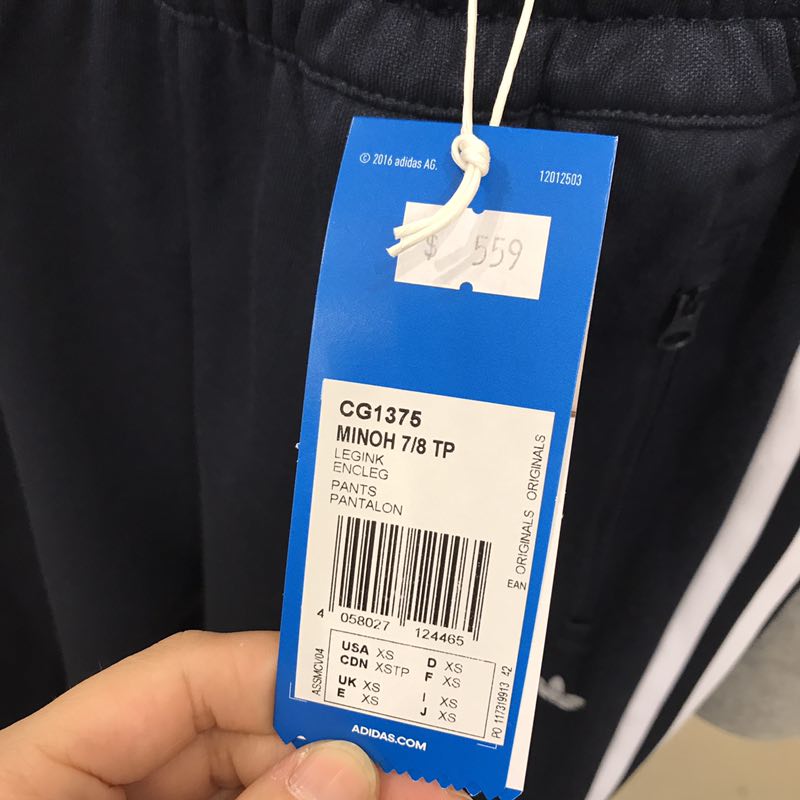 © 2016 adidas AG.
12012503
$ 559
CG1375
MINOH 7/8 TP
LEGINK
ENCLEG
PANTS
PANTALON
EAN ORIGINALS ORIGINALS
4 058027 124465
ASSMCV04
USA XS D XS
CDN XSTP F XS
UK XS I XS
E XS J XS
PO 117319913 42
ADIDAS.COM